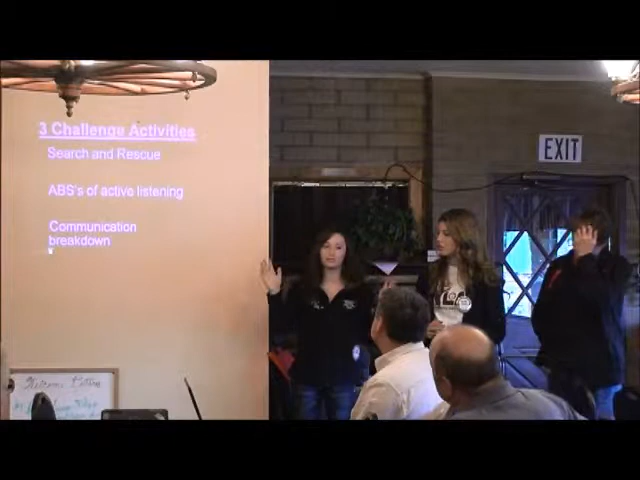 3 Challenge Activities
Search and Rescue
ABS's of active listening
Communication
breakdown
EXIT